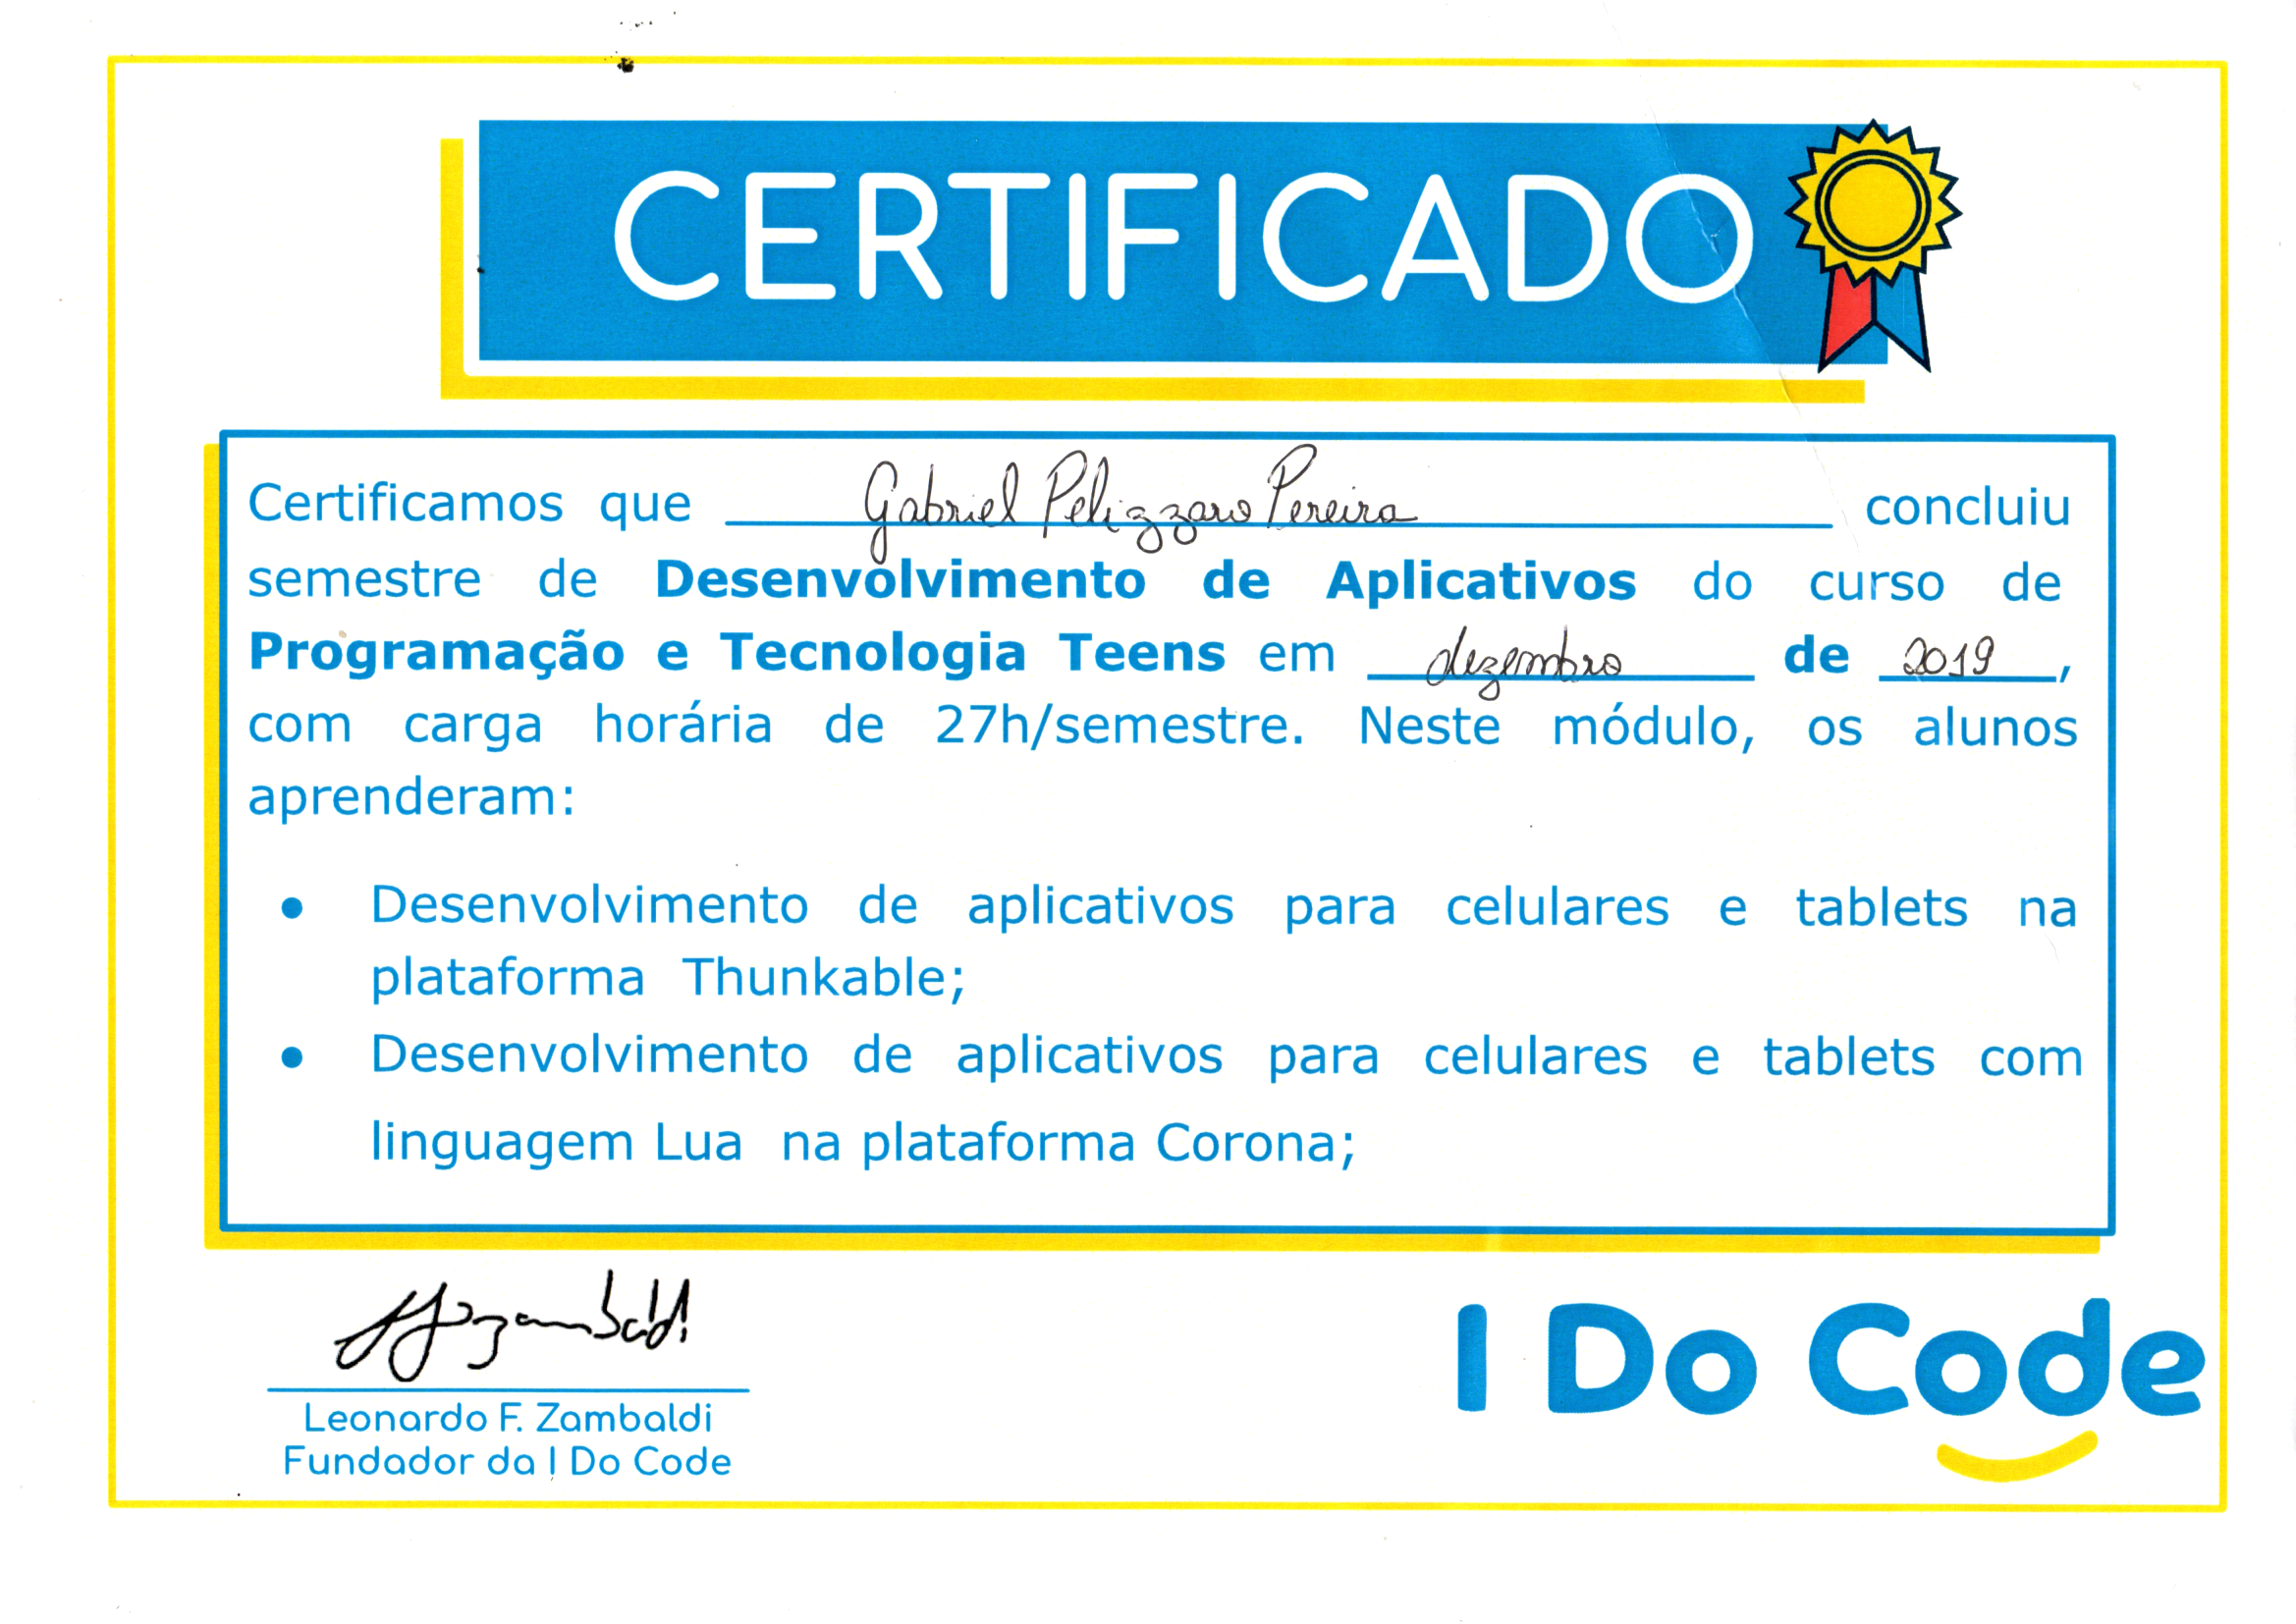 CERTIFICADO
Certificamos que Gabriel Pelizzaro Pereira concluiu
semestre de Desenvolvimento de Aplicativos do curso de
Programação e Tecnologia Teens em dezembro de 2019,
com carga horária de 27h/semestre. Neste módulo, os alunos
aprenderam:
• Desenvolvimento de aplicativos para celulares e tablets na
plataforma Thunkable;
• Desenvolvimento de aplicativos para celulares e tablets com
linguagem Lua na plataforma Corona;
Zambaldi
Leonardo F. Zambaldi
Fundador da I Do Code
I Do Code